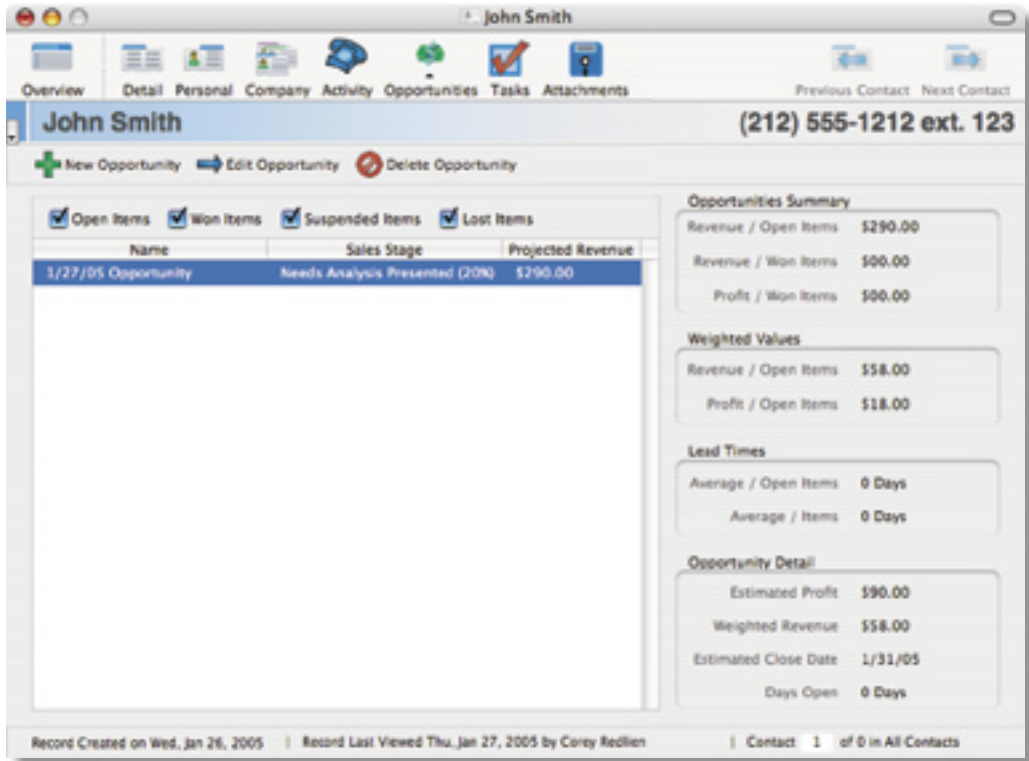 John Smith
Overview Detail Personal Company Activity Opportunities Tasks Attachments Previous Contact Next Contact
John Smith (212) 555-1212 ext. 123
New Opportunity Edit Opportunity Delete Opportunity
Open Items Won Items Suspended Items Lost Items
Name Sales Stage Projected Revenue
1/27/05 Opportunity Needs Analysis Presented (20%) $290.00
Opportunities Summary
Revenue / Open Items $290.00
Revenue / Won Items $00.00
Profit / Won Items $00.00
Weighted Values
Revenue / Open Items $58.00
Profit / Open Items $18.00
Lead Times
Average / Open Items 0 Days
Average / Items 0 Days
Opportunity Detail
Estimated Profit $90.00
Weighted Revenue $58.00
Estimated Close Date 1/31/05
Days Open 0 Days
Record Created on Wed, Jan 26, 2005 | Record Last Viewed Thu, Jan 27, 2005 by Corey Redlien | Contact 1 of 0 in All Contacts